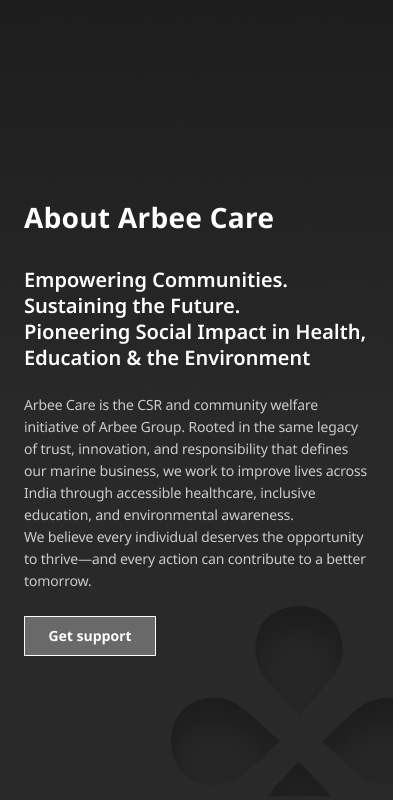 About Arbee Care
Empowering Communities.
Sustaining the Future.
Pioneering Social Impact in Health,
Education & the Environment
Arbee Care is the CSR and community welfare
initiative of Arbee Group. Rooted in the same legacy
of trust, innovation, and responsibility that defines
our marine business, we work to improve lives across
India through accessible healthcare, inclusive
education, and environmental awareness.
We believe every individual deserves the opportunity
to thrive—and every action can contribute to a better
tomorrow.
Get support